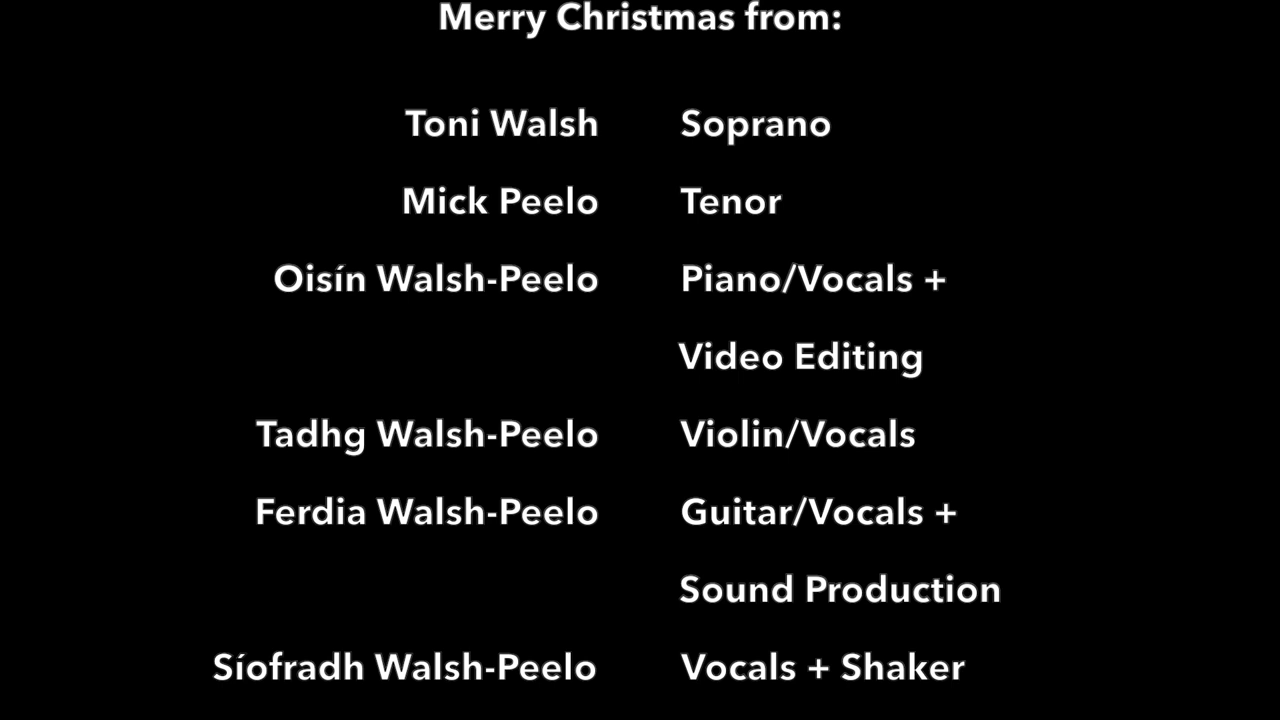 Merry Christmas from:
Toni Walsh Soprano
Mick Peelo Tenor
Oisín Walsh-Peelo Piano/Vocals +
Video Editing
Tadhg Walsh-Peelo Violin/Vocals
Ferdia Walsh-Peelo Guitar/Vocals +
Sound Production
Síofradh Walsh-Peelo Vocals + Shaker